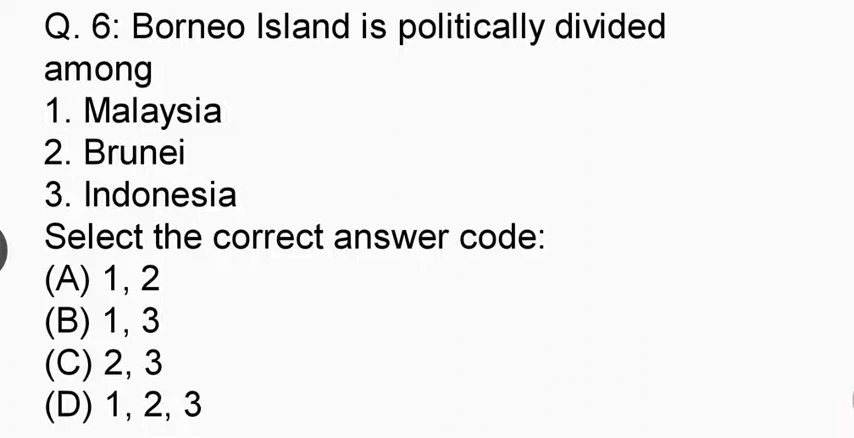 Q. 6: Borneo Island is politically divided
among
1. Malaysia
2. Brunei
3. Indonesia
Select the correct answer code:
(A) 1, 2
(B) 1, 3
(C) 2, 3
(D) 1, 2, 3